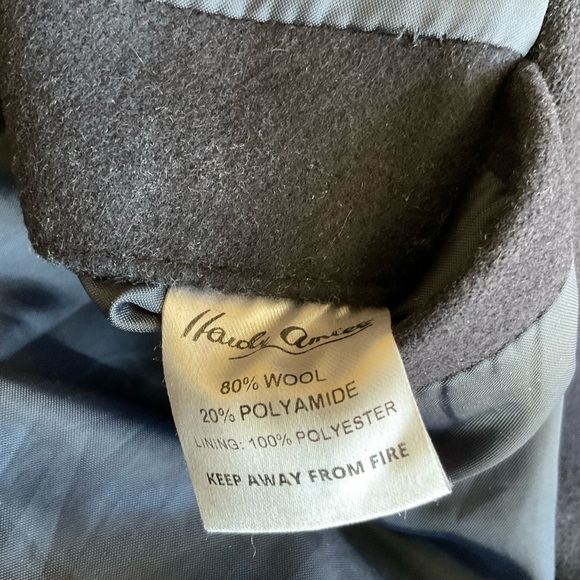 Hardy Amies
80% WOOL
20% POLYAMIDE
LINING: 100% POLYESTER
KEEP AWAY FROM FIRE